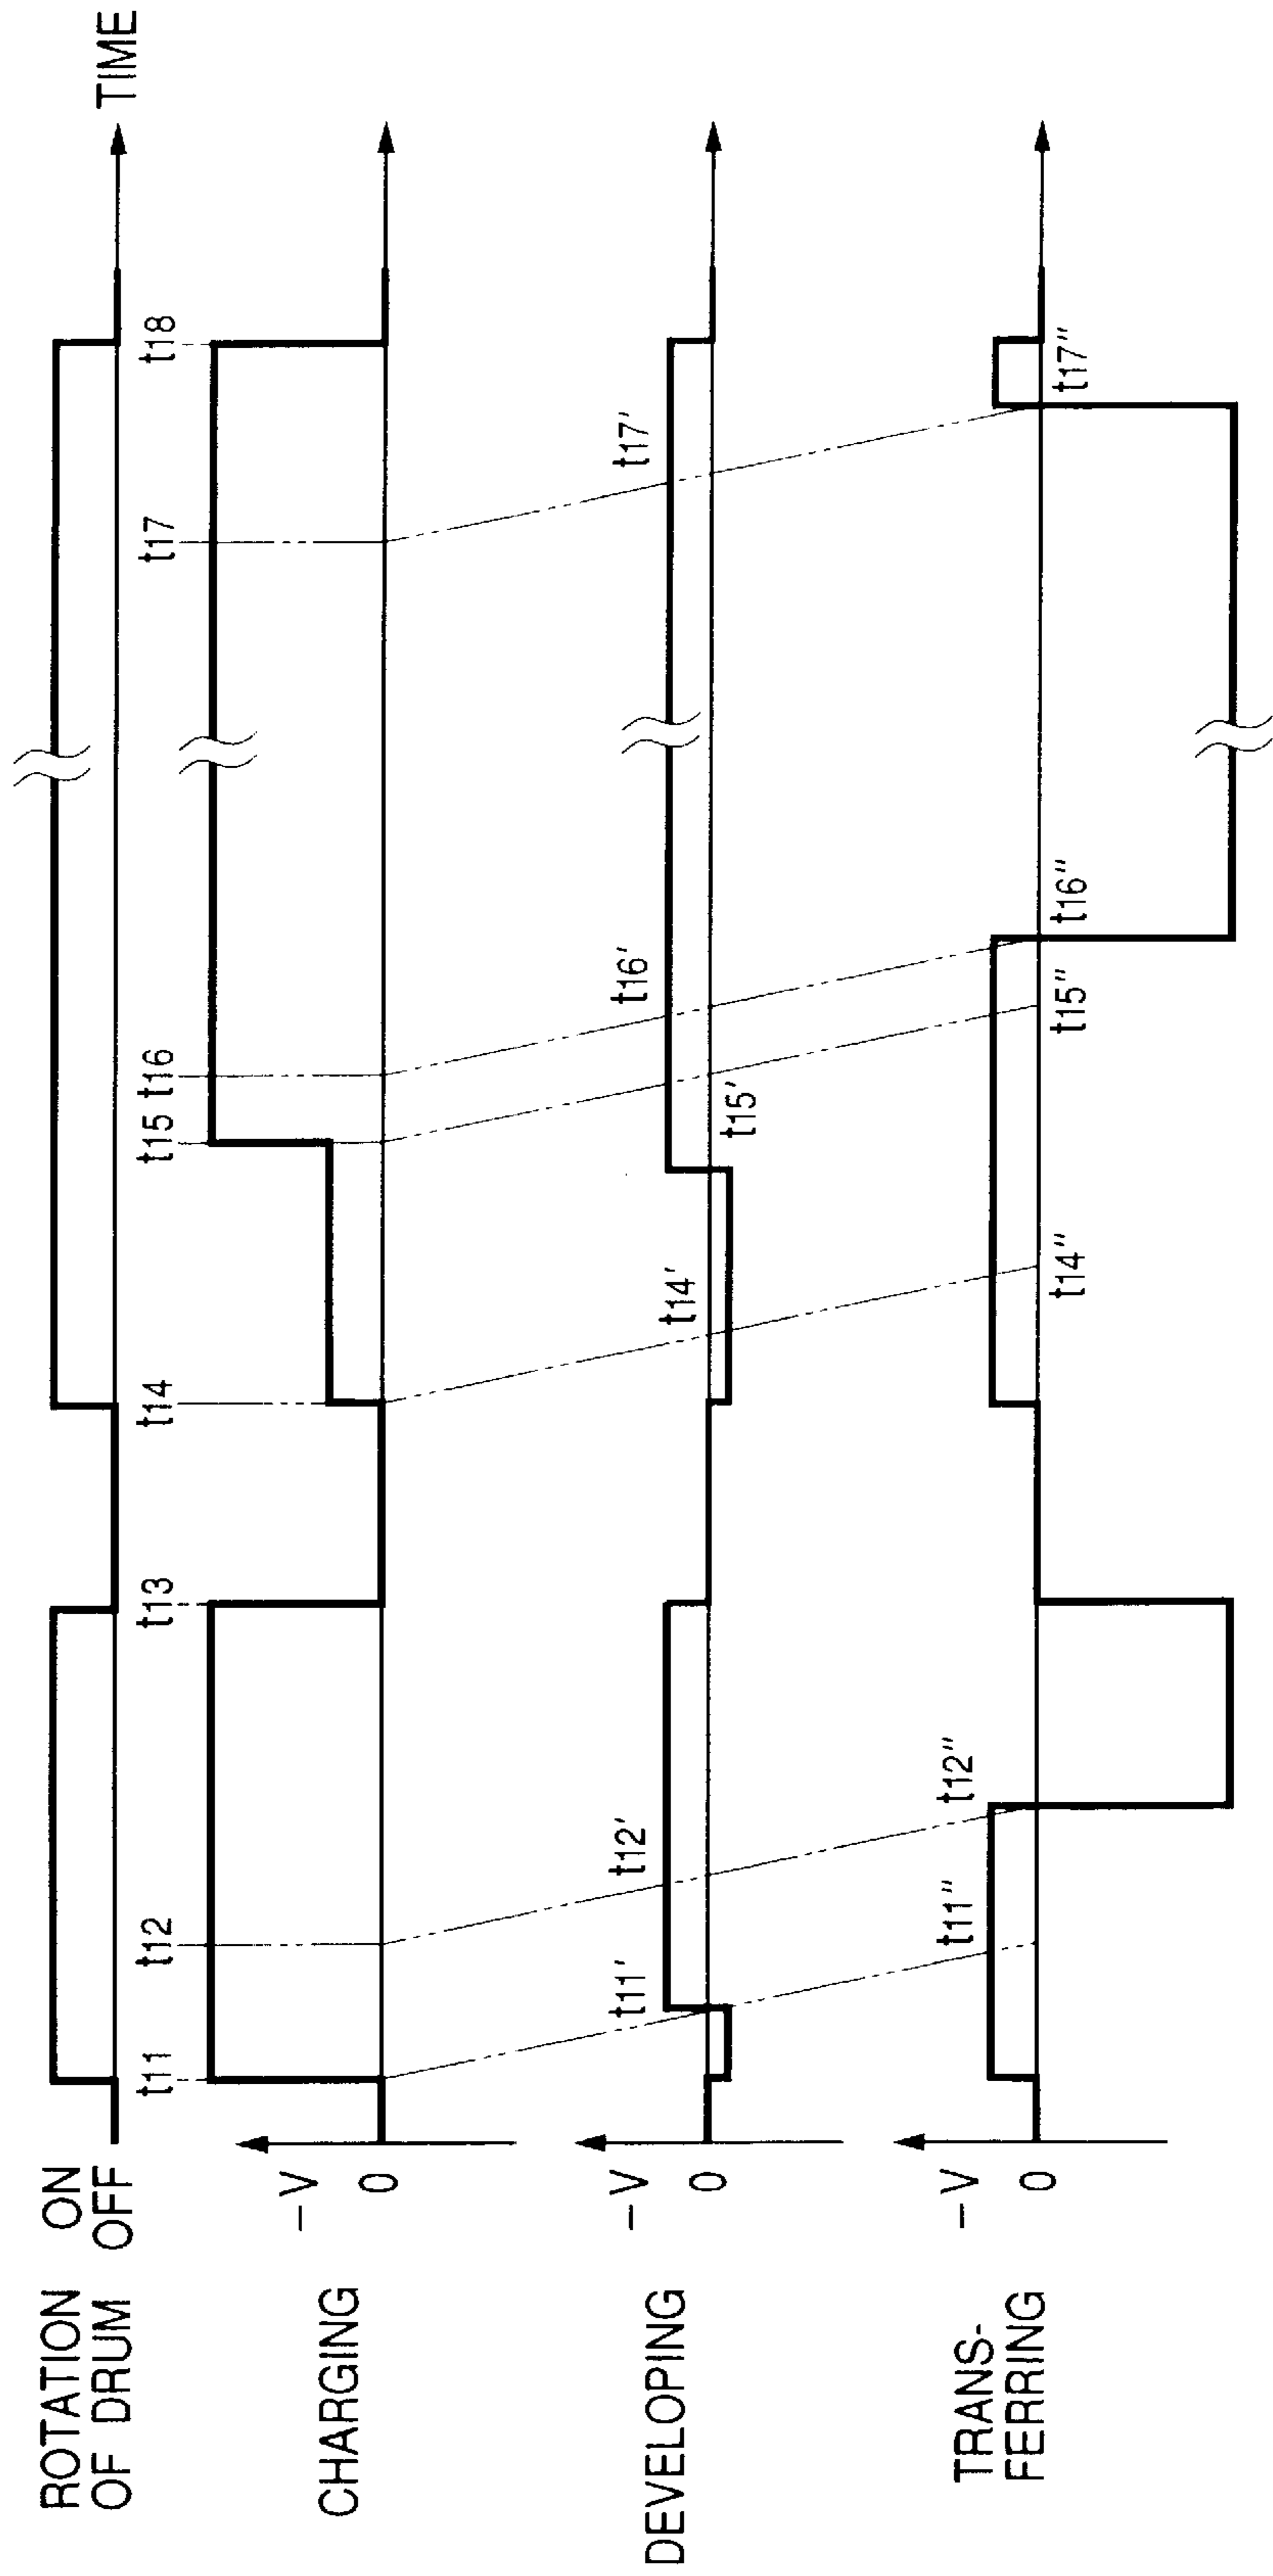 ROTATION ON
OF DRUM OFF
TIME
t11 t12 t13 t14 t15 t16 t17 t18
CHARGING
-V
0
DEVELOPING
-V
0
t11' t12' t14' t15' t16' t17'
TRANS-
FERRING
-V
0
t11" t12" t14" t15" t16" t17"